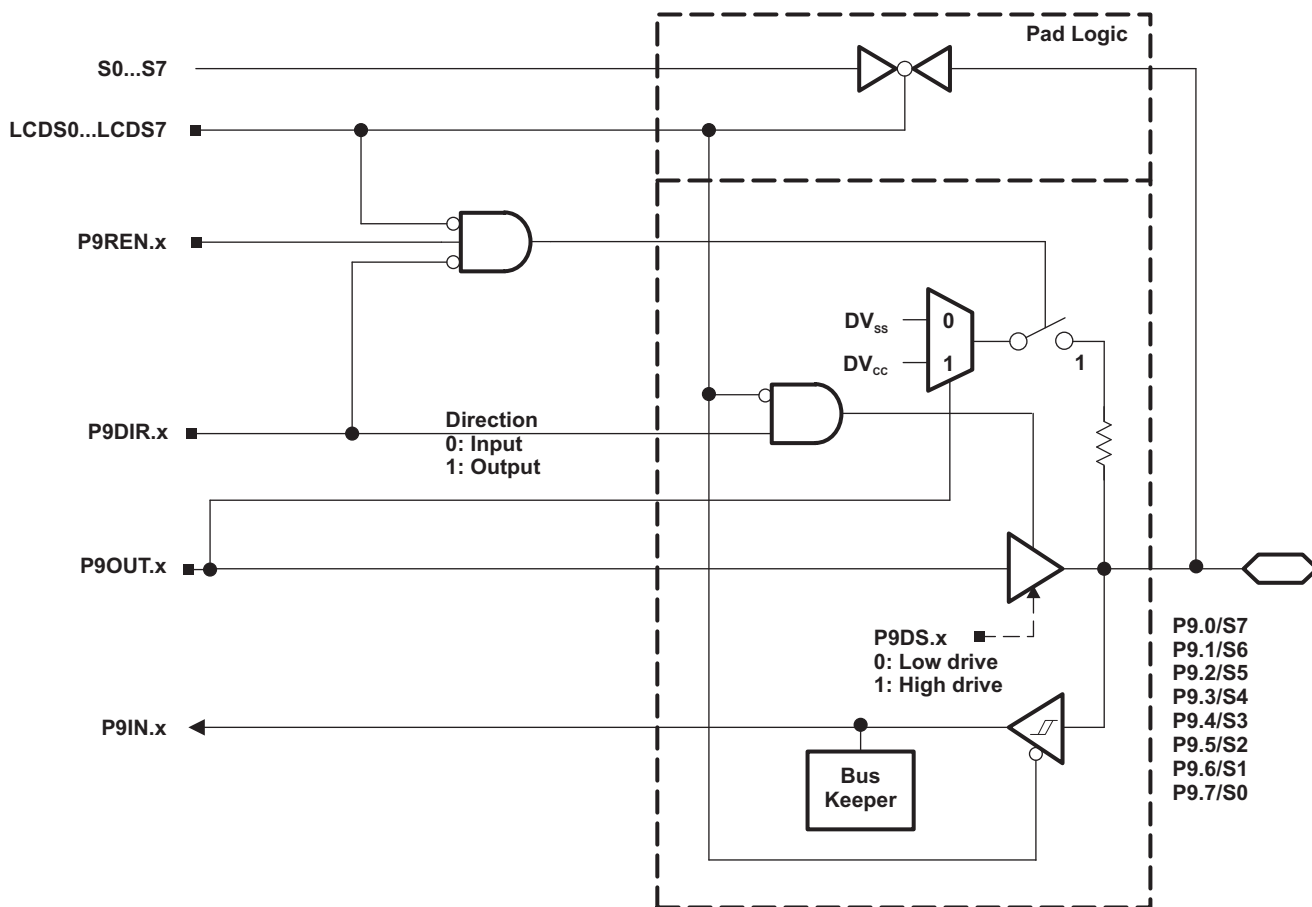 Pad Logic
S0...S7
LCDS0...LCDS7
P9REN.x
DVSS
0
DVCC
1
1
P9DIR.x
Direction
0: Input
1: Output
P9OUT.x
P9DS.x
0: Low drive
1: High drive
P9IN.x
Bus
Keeper
P9.0/S7
P9.1/S6
P9.2/S5
P9.3/S4
P9.4/S3
P9.5/S2
P9.6/S1
P9.7/S0